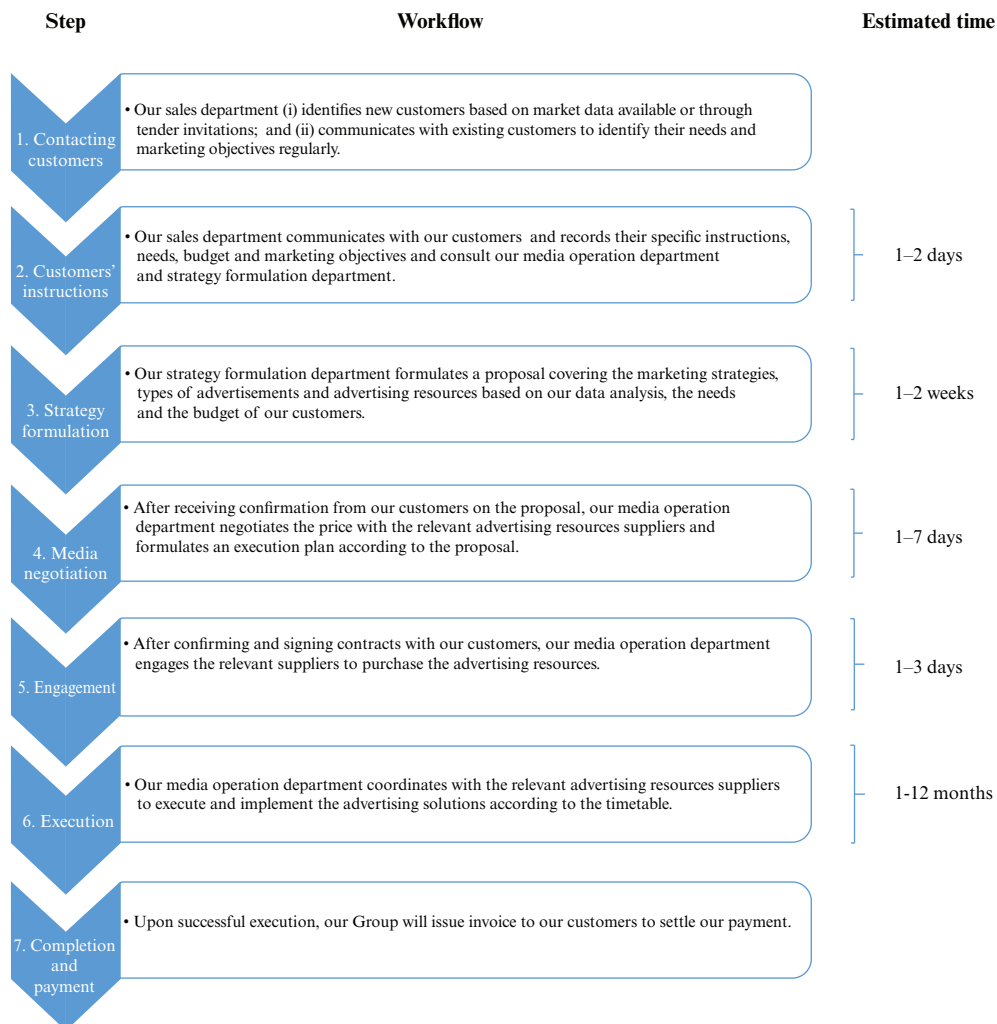 Step Workflow Estimated time
1. Contacting
customers
• Our sales department (i) identifies new customers based on market data available or through
tender invitations; and (ii) communicates with existing customers to identify their needs and
marketing objectives regularly.
2. Customers’
instructions
• Our sales department communicates with our customers and records their specific instructions,
needs, budget and marketing objectives and consult our media operation department
and strategy formulation department.
1–2 days
3. Strategy
formulation
• Our strategy formulation department formulates a proposal covering the marketing strategies,
types of advertisements and advertising resources based on our data analysis, the needs
and the budget of our customers.
1–2 weeks
4. Media
negotiation
• After receiving confirmation from our customers on the proposal, our media operation
department negotiates the price with the relevant advertising resources suppliers and
formulates an execution plan according to the proposal.
1–7 days
5. Engagement
• After confirming and signing contracts with our customers, our media operation department
engages the relevant suppliers to purchase the advertising resources.
1–3 days
6. Execution
• Our media operation department coordinates with the relevant advertising resources suppliers
to execute and implement the advertising solutions according to the timetable.
1-12 months
7. Completion
and
payment
• Upon successful execution, our Group will issue invoice to our customers to settle our payment.